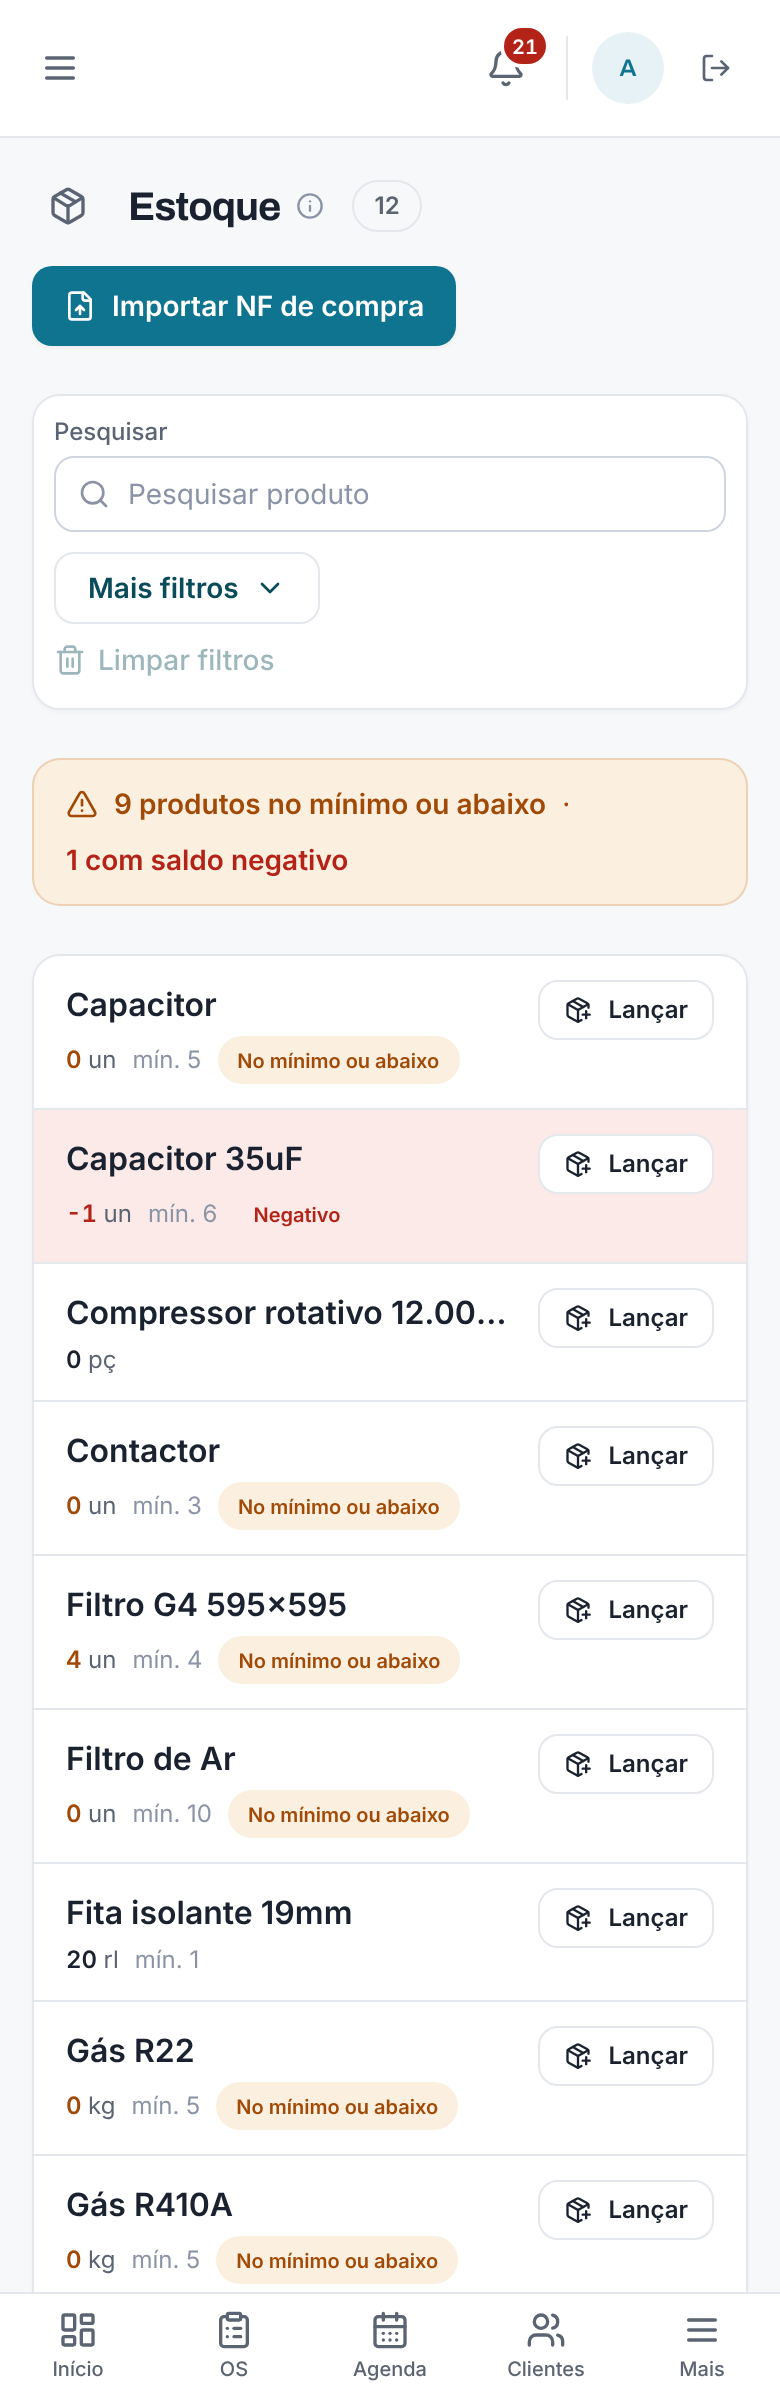 21
A
Estoque
12
Importar NF de compra
Pesquisar
Pesquisar produto
Mais filtros
Limpar filtros
9 produtos no mínimo ou abaixo ·
1 com saldo negativo
Capacitor
Lançar
0 un mín. 5 No mínimo ou abaixo
Capacitor 35uF
Lançar
-1 un mín. 6 Negativo
Compressor rotativo 12.00...
Lançar
0 pç
Contactor
Lançar
0 un mín. 3 No mínimo ou abaixo
Filtro G4 595×595
Lançar
4 un mín. 4 No mínimo ou abaixo
Filtro de Ar
Lançar
0 un mín. 10 No mínimo ou abaixo
Fita isolante 19mm
Lançar
20 rl mín. 1
Gás R22
Lançar
0 kg mín. 5 No mínimo ou abaixo
Gás R410A
Lançar
0 kg mín. 5 No mínimo ou abaixo
Início OS Agenda Clientes Mais